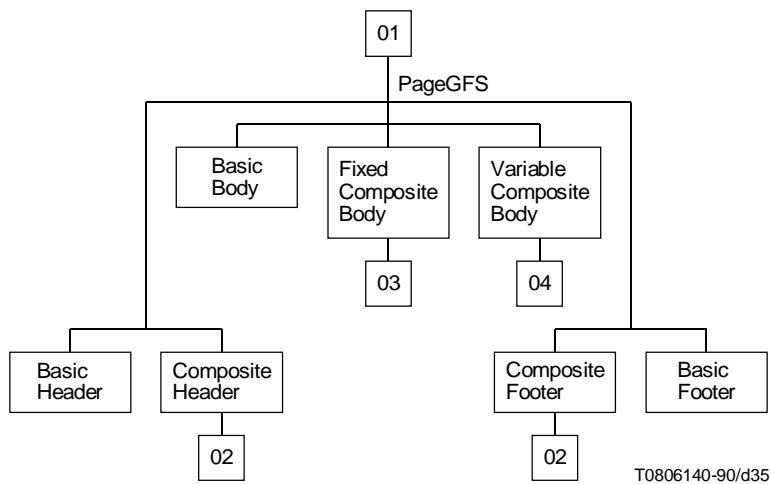 01
PageGFS
Basic
Body
Fixed
Composite
Body
Variable
Composite
Body
03
04
Basic
Header
Composite
Header
Composite
Footer
Basic
Footer
02
02
T0806140-90/d35